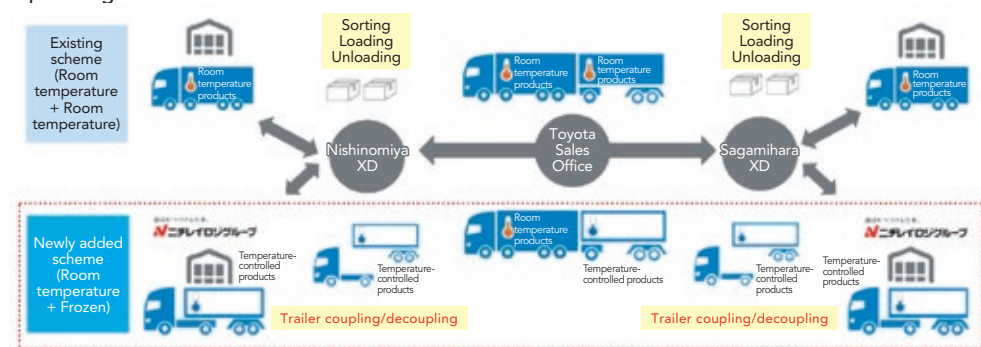 Existing
scheme
(Room
temperature
+ Room
temperature)
Room
temperature
products
Sorting
Loading
Unloading
Room
temperature
products
Room
temperature
products
Sorting
Loading
Unloading
Room
temperature
products
Nishinomiya
XD
Toyota
Sales
Office
Sagamihara
XD
Newly added
scheme
(Room
temperature
+ Frozen)
ニチレイロジグループ
Temperature-
controlled
products
Temperature-
controlled
products
Room
temperature
products
Temperature-
controlled products
Temperature-
controlled
products
Temperature-
controlled
products
ニチレイロジグループ
Trailer coupling/decoupling
Trailer coupling/decoupling